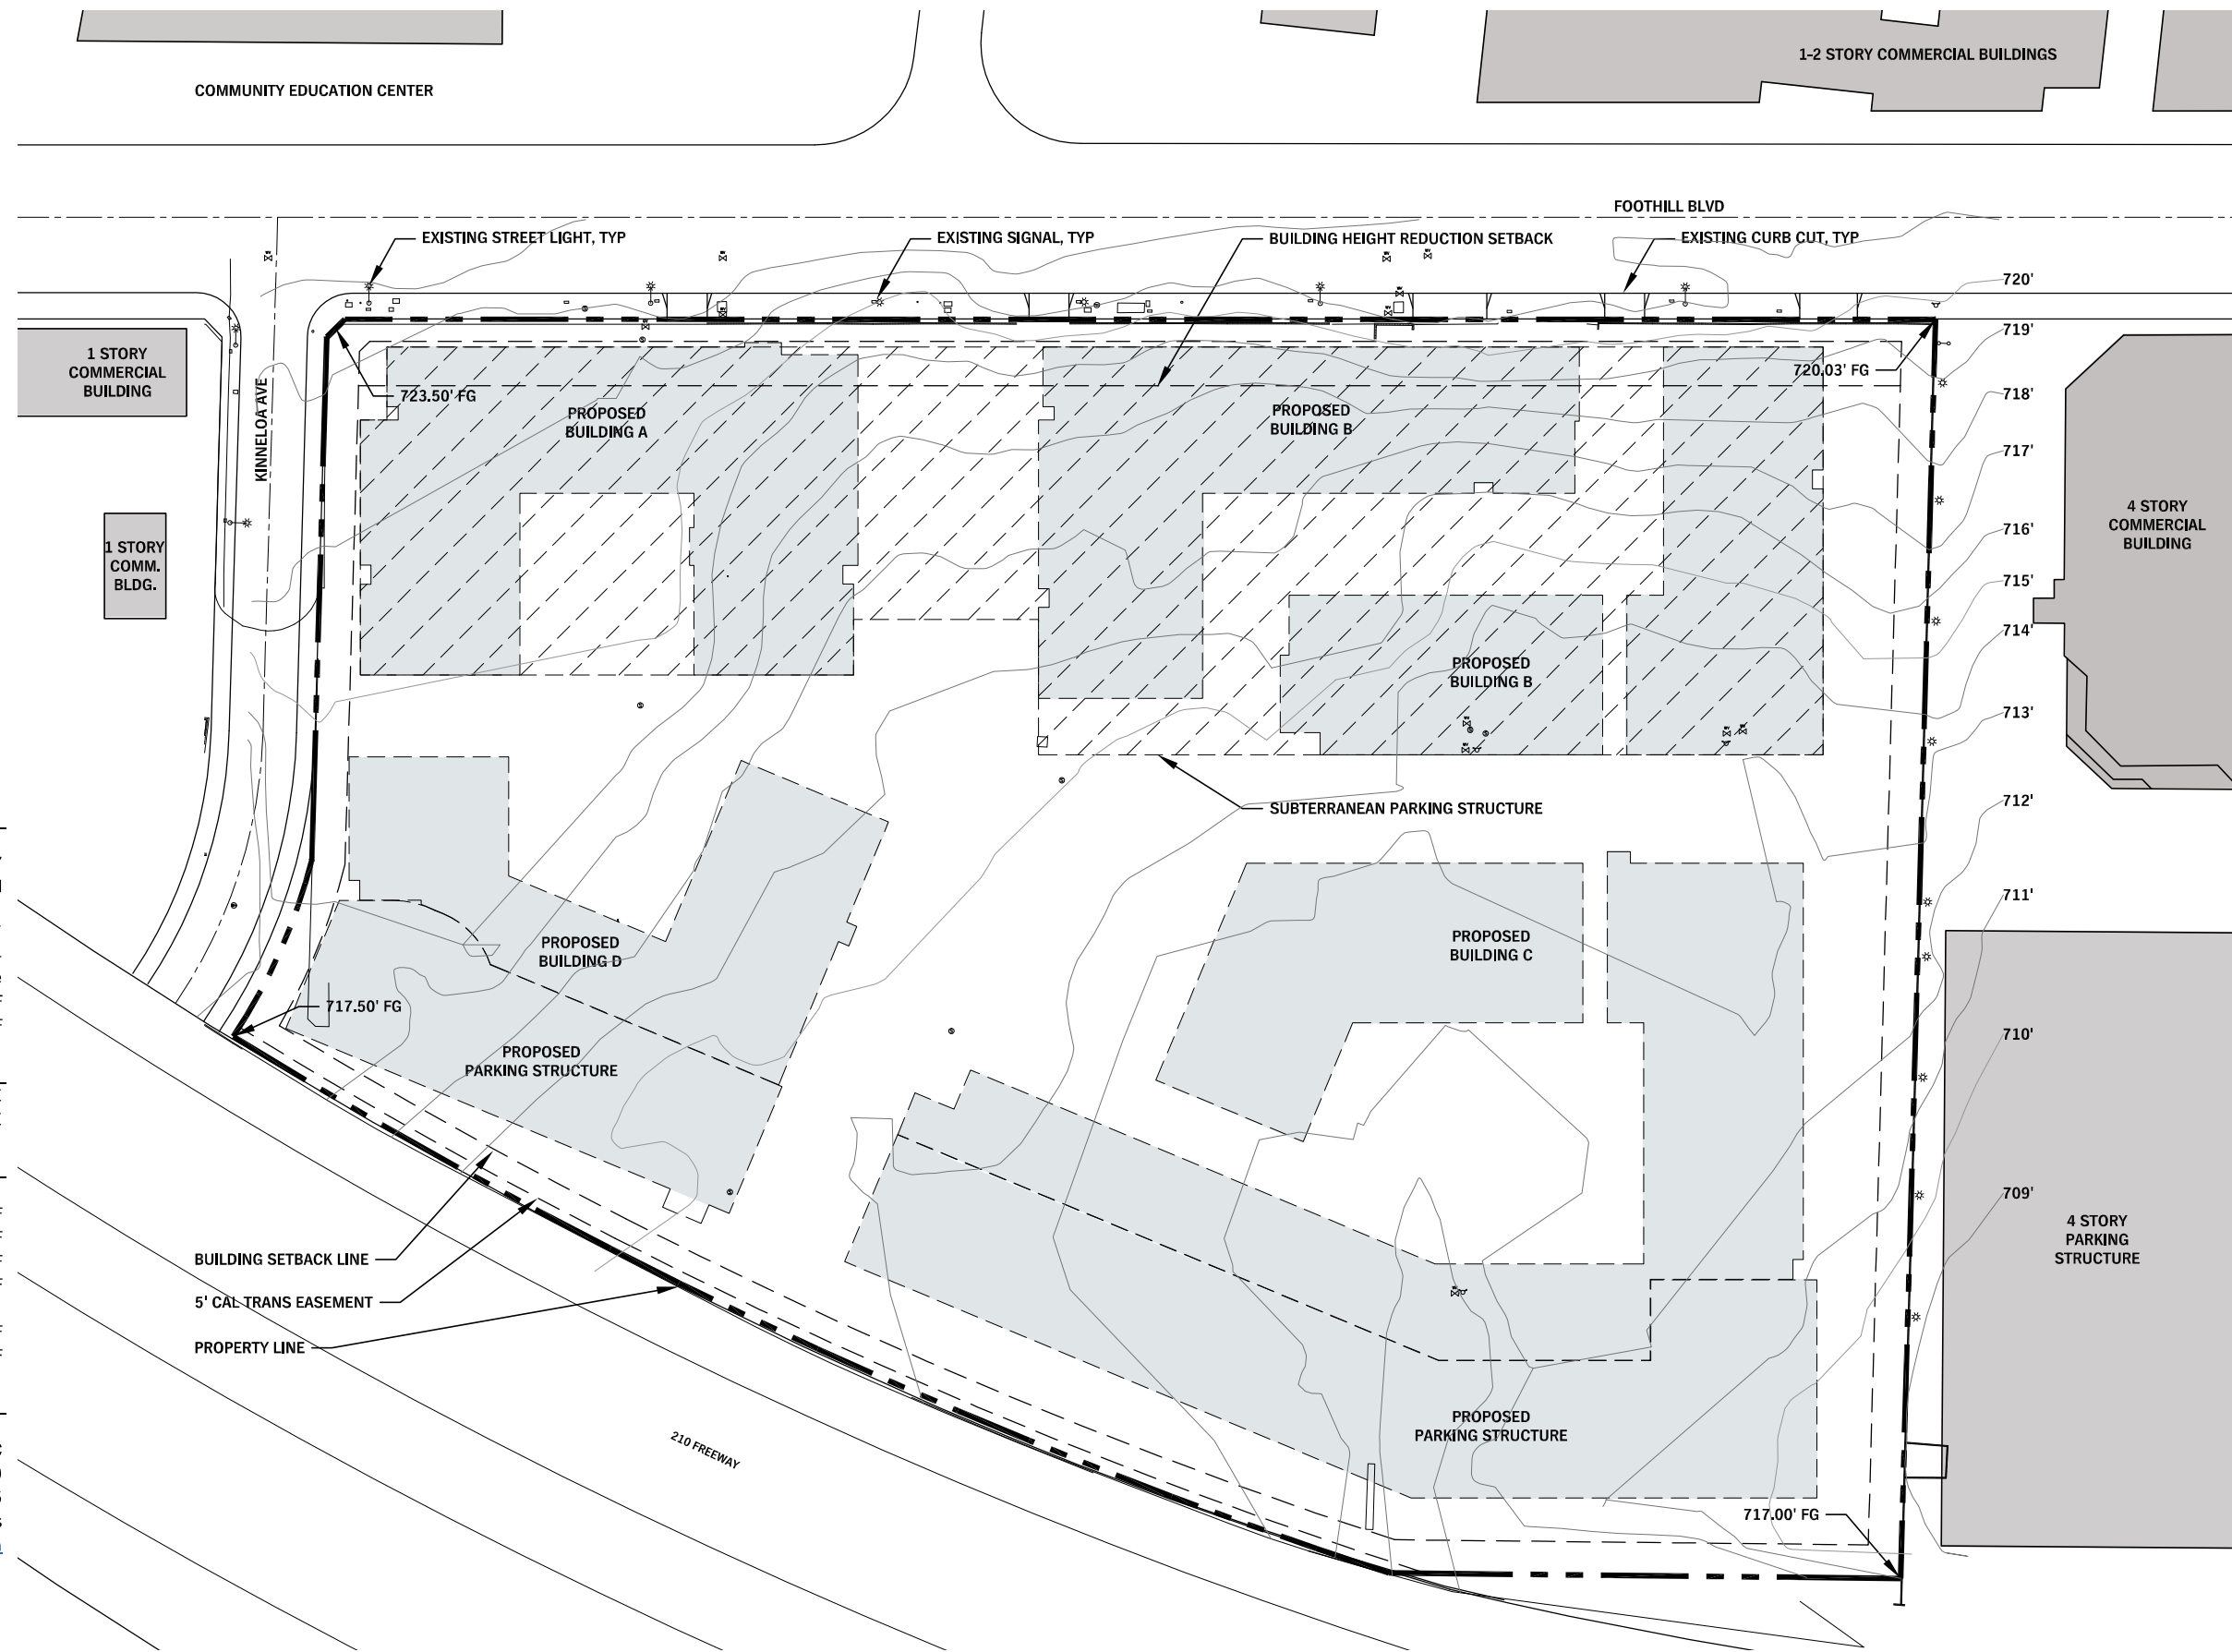 COMMUNITY EDUCATION CENTER
1-2 STORY COMMERCIAL BUILDINGS
FOOTHILL BLVD
EXISTING STREET LIGHT, TYP
EXISTING SIGNAL, TYP
BUILDING HEIGHT REDUCTION SETBACK
EXISTING CURB CUT, TYP
720'
719'
1 STORY
COMMERCIAL
BUILDING
KINNELOA AVE
723.50' FG
720.03' FG
718'
PROPOSED
BUILDING A
PROPOSED
BUILDING B
717'
4 STORY
COMMERCIAL
BUILDING
716'
1 STORY
COMM.
BLDG.
715'
714'
PROPOSED
BUILDING B
713'
SUBTERRANEAN PARKING STRUCTURE
712'
711'
PROPOSED
BUILDING D
PROPOSED
BUILDING C
717.50' FG
710'
PROPOSED
PARKING STRUCTURE
709'
4 STORY
PARKING
STRUCTURE
BUILDING SETBACK LINE
5' CAL TRANS EASEMENT
PROPERTY LINE
PROPOSED
PARKING STRUCTURE
210 FREEWAY
717.00' FG